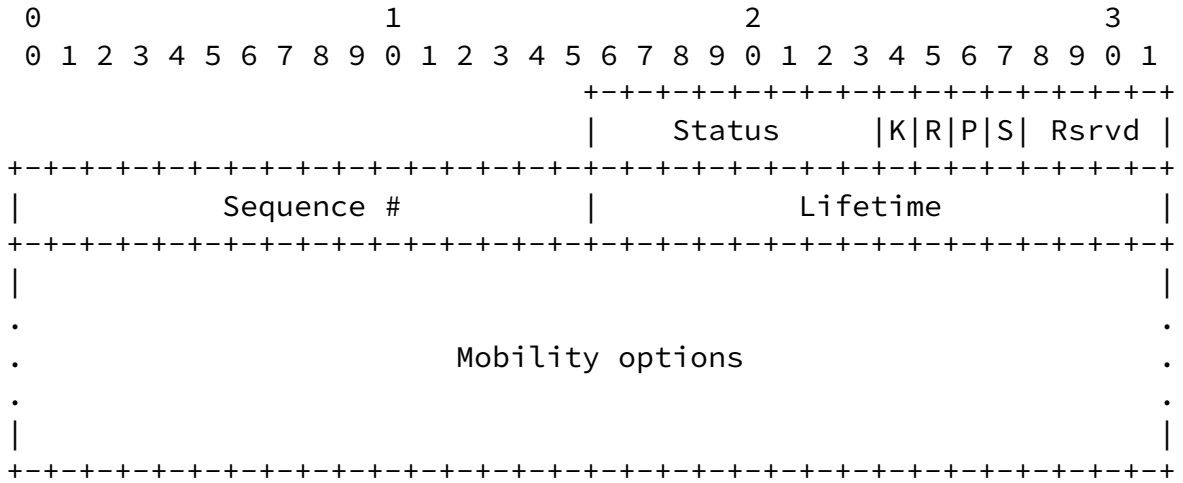 0                   1                   2                   3
 0 1 2 3 4 5 6 7 8 9 0 1 2 3 4 5 6 7 8 9 0 1 2 3 4 5 6 7 8 9 0 1
                                +-+-+-+-+-+-+-+-+-+-+-+-+-+-+-+-+
                                |    Status     |K|R|P|S| Rsrvd |
+-+-+-+-+-+-+-+-+-+-+-+-+-+-+-+-+-+-+-+-+-+-+-+-+-+-+-+-+-+-+-+-+
|           Sequence #          |           Lifetime            |
+-+-+-+-+-+-+-+-+-+-+-+-+-+-+-+-+-+-+-+-+-+-+-+-+-+-+-+-+-+-+-+-+
|                                                               |
.                                                               .
.                        Mobility options                       .
.                                                               .
|                                                               |
+-+-+-+-+-+-+-+-+-+-+-+-+-+-+-+-+-+-+-+-+-+-+-+-+-+-+-+-+-+-+-+-+